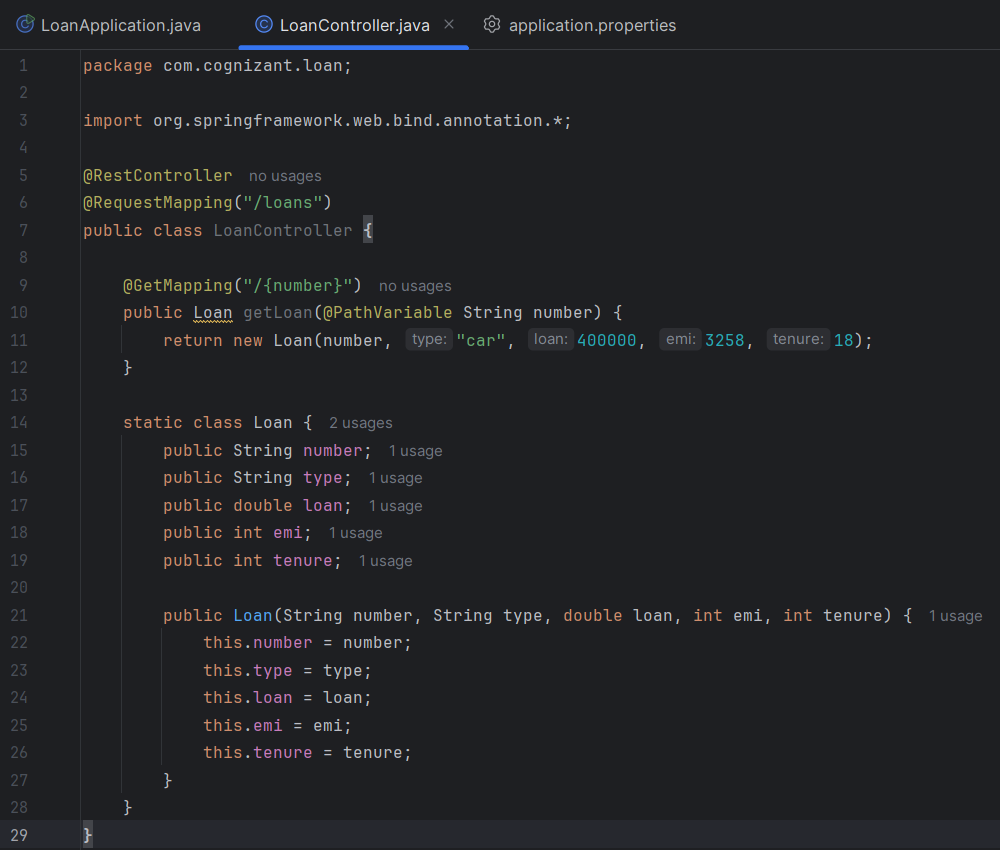 LoanApplication.java LoanController.java application.properties
1 package com.cognizant.loan;
2
3 import org.springframework.web.bind.annotation.*;
4
5 @RestController no usages
6 @RequestMapping("/loans")
7 public class LoanController {
8
9     @GetMapping("/{number}") no usages
10     public Loan getLoan(@PathVariable String number) {
11         return new Loan(number, type: "car", loan: 400000, emi: 3258, tenure: 18);
12     }
13
14     static class Loan { 2 usages
15         public String number; 1 usage
16         public String type; 1 usage
17         public double loan; 1 usage
18         public int emi; 1 usage
19         public int tenure; 1 usage
20
21         public Loan(String number, String type, double loan, int emi, int tenure) { 1 usage
22             this.number = number;
23             this.type = type;
24             this.loan = loan;
25             this.emi = emi;
26             this.tenure = tenure;
27         }
28     }
29 }